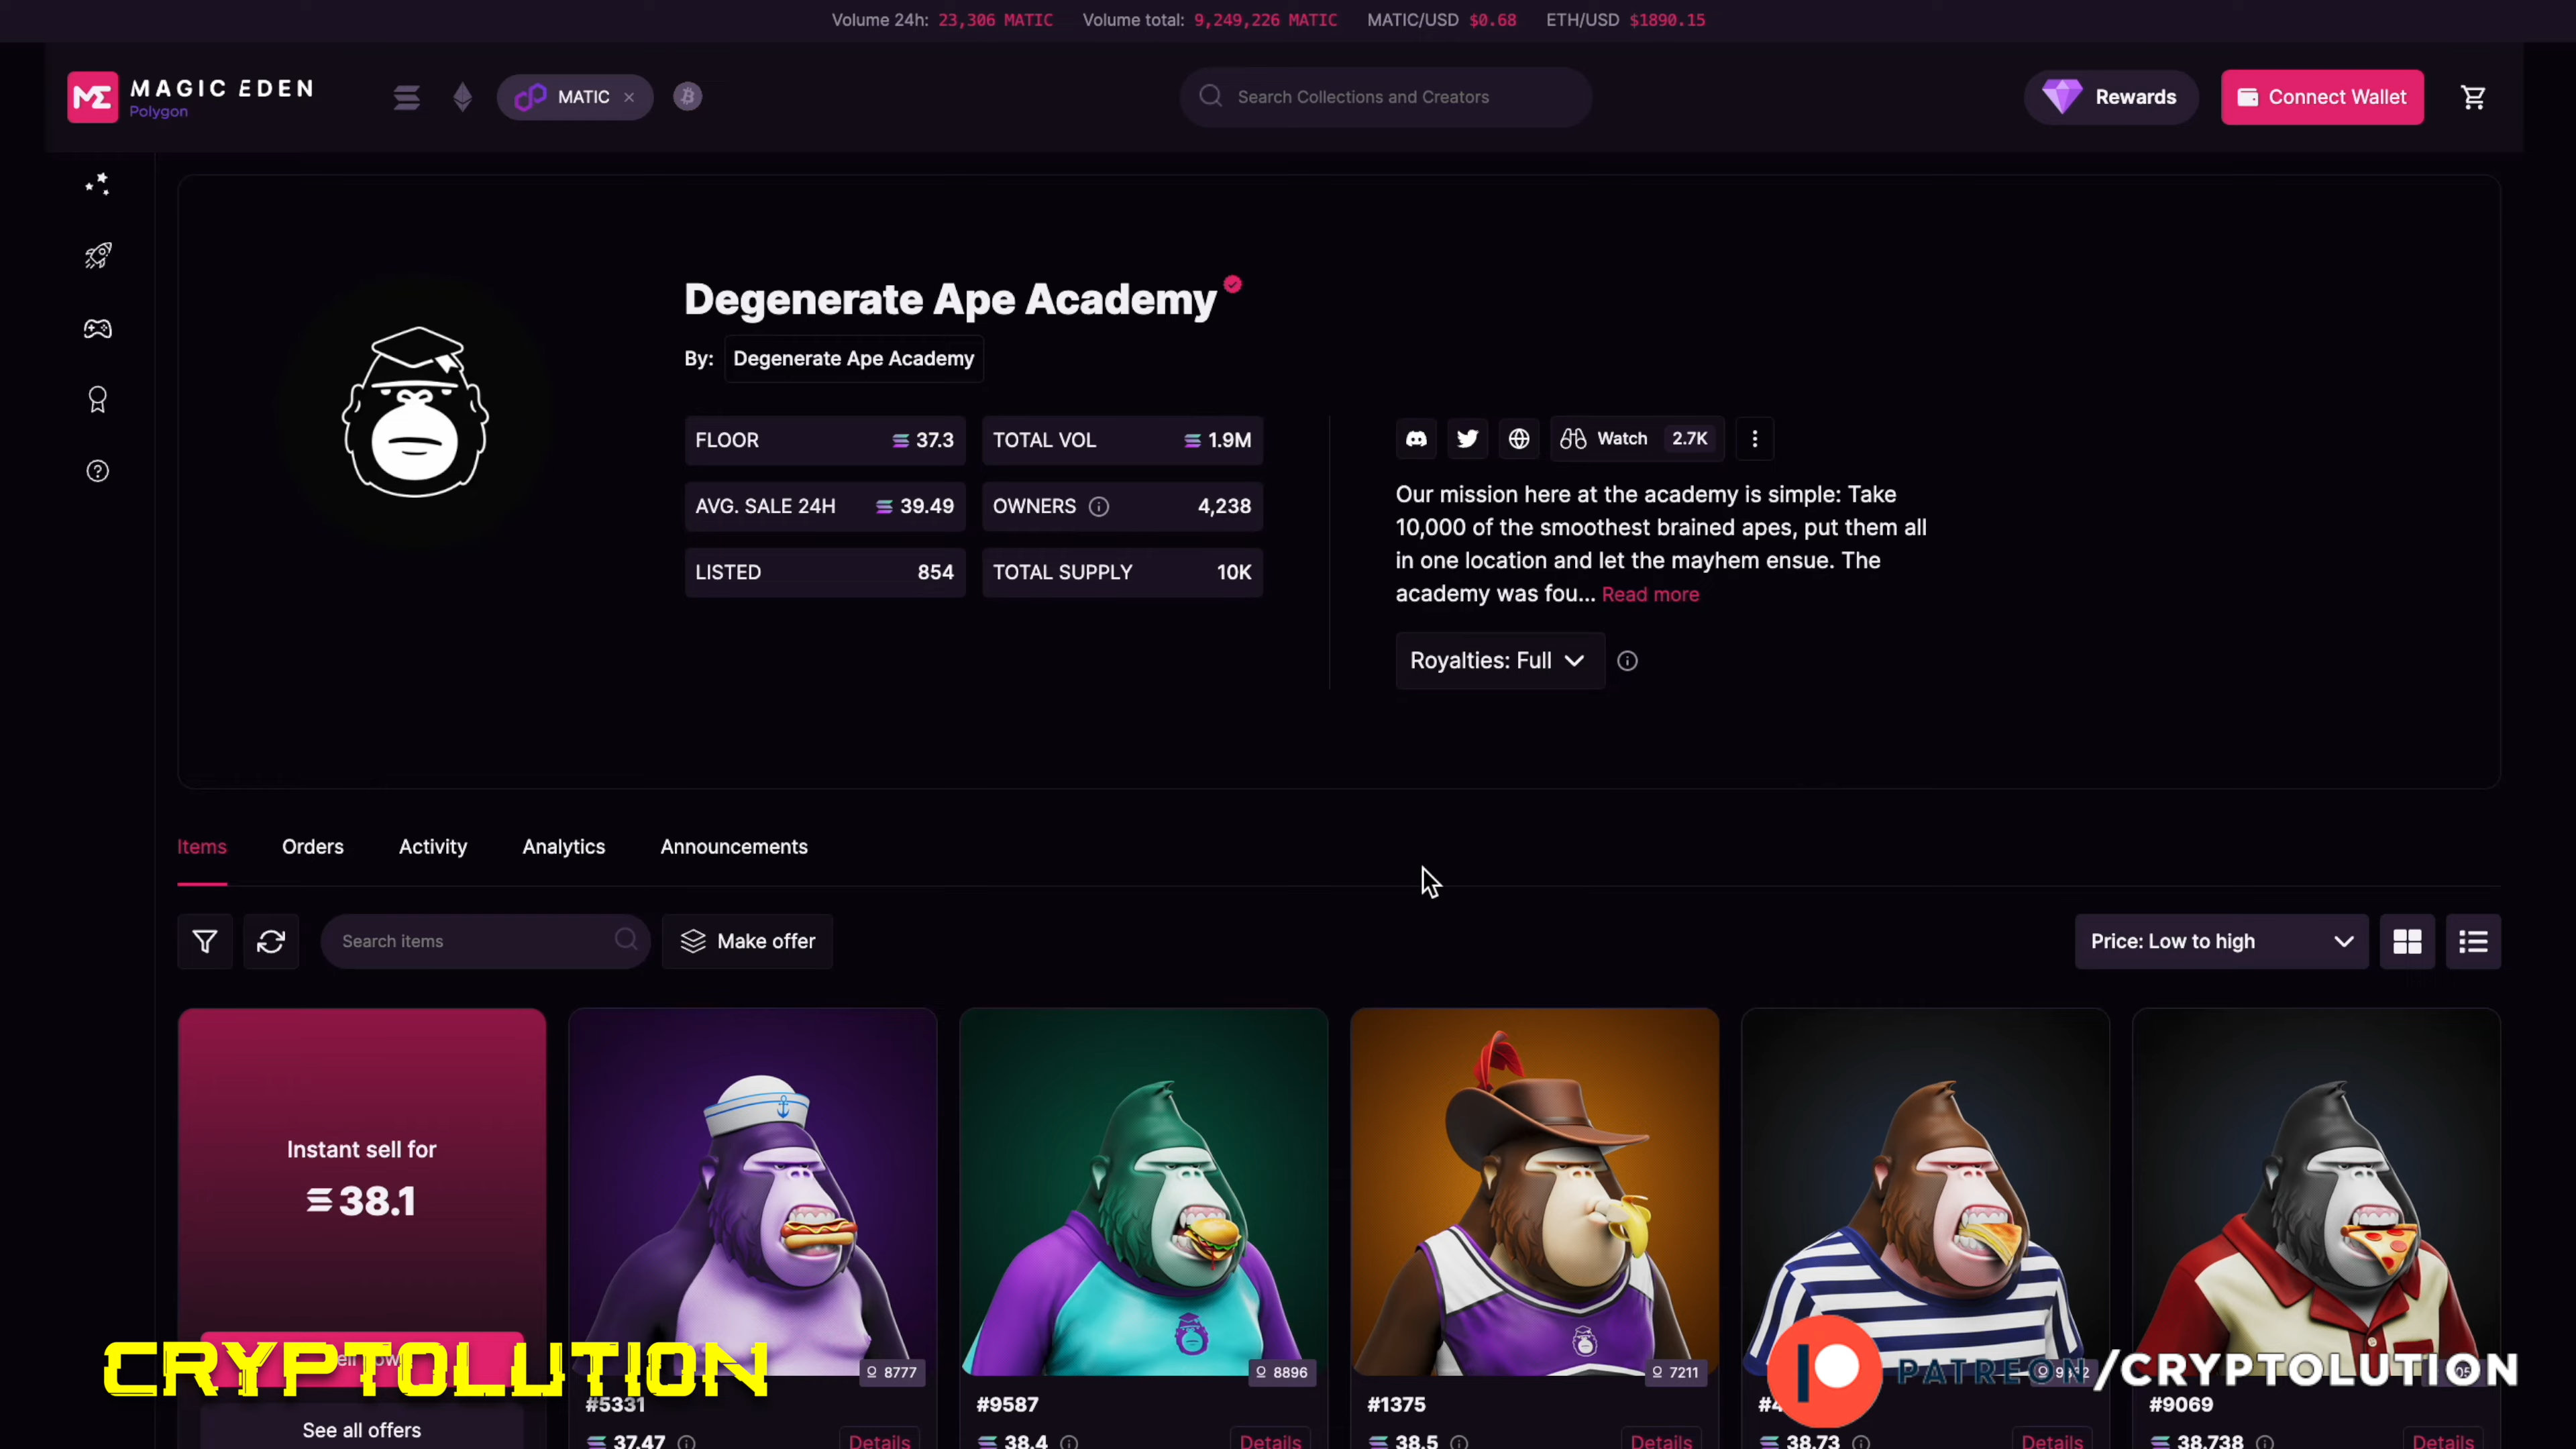 Volume 24h: 23,306 MATIC Volume total: 9,249,226 MATIC MATIC/USD $0.68 ETH/USD $1890.15
MAGIC EDEN
Polygon
MATIC
Search Collections and Creators
Rewards
Connect Wallet
Degenerate Ape Academy
By: Degenerate Ape Academy
FLOOR 37.3 TOTAL VOL 1.9M
AVG. SALE 24H 39.49 OWNERS 4,238
LISTED 854 TOTAL SUPPLY 10K
Watch 2.7K
Our mission here at the academy is simple: Take
10,000 of the smoothest brained apes, put them all
in one location and let the mayhem ensue. The
academy was fou... Read more
Royalties: Full
Items Orders Activity Analytics Announcements
Search items
Make offer
Price: Low to high
Instant sell for
38.1
See all offers
CRYPTOLUTION
8777
#5331
37.47 Details
8896
#9587
38.4 Details
7211
#1375
38.5 Details
38.73 Details
#9069
38.738 Details
PATREON/CRYPTOLUTION